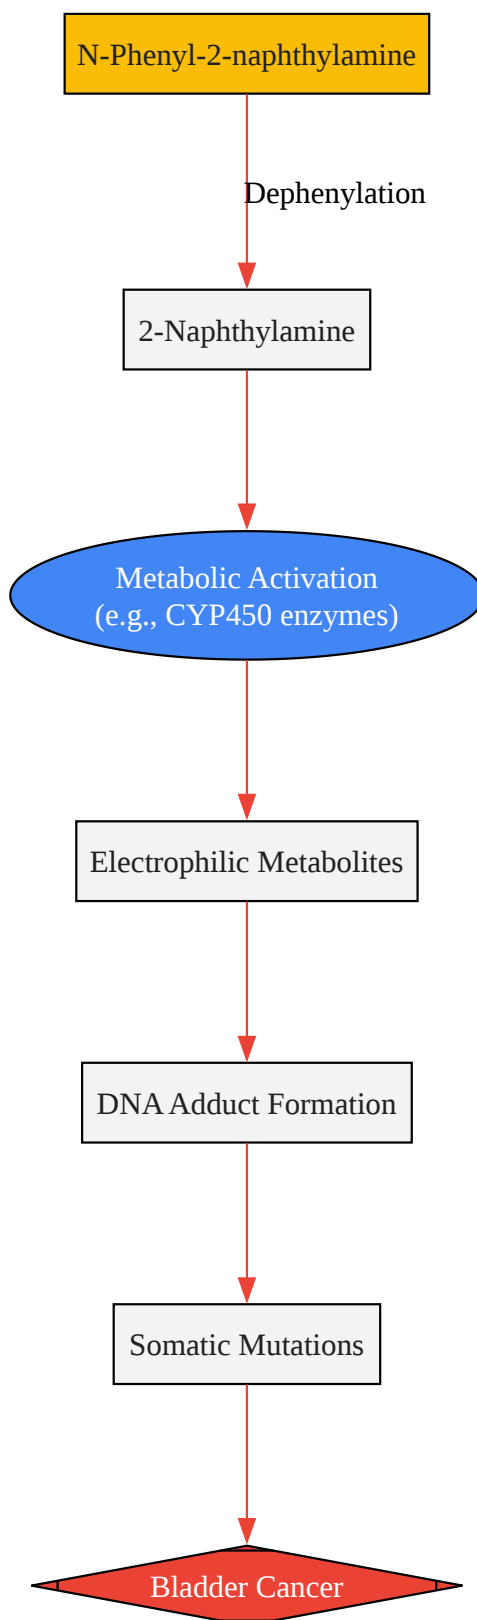 N-Phenyl-2-naphthylamine
Dephenylation
2-Naphthylamine
Metabolic Activation
(e.g., CYP450 enzymes)
Electrophilic Metabolites
DNA Adduct Formation
Somatic Mutations
Bladder Cancer